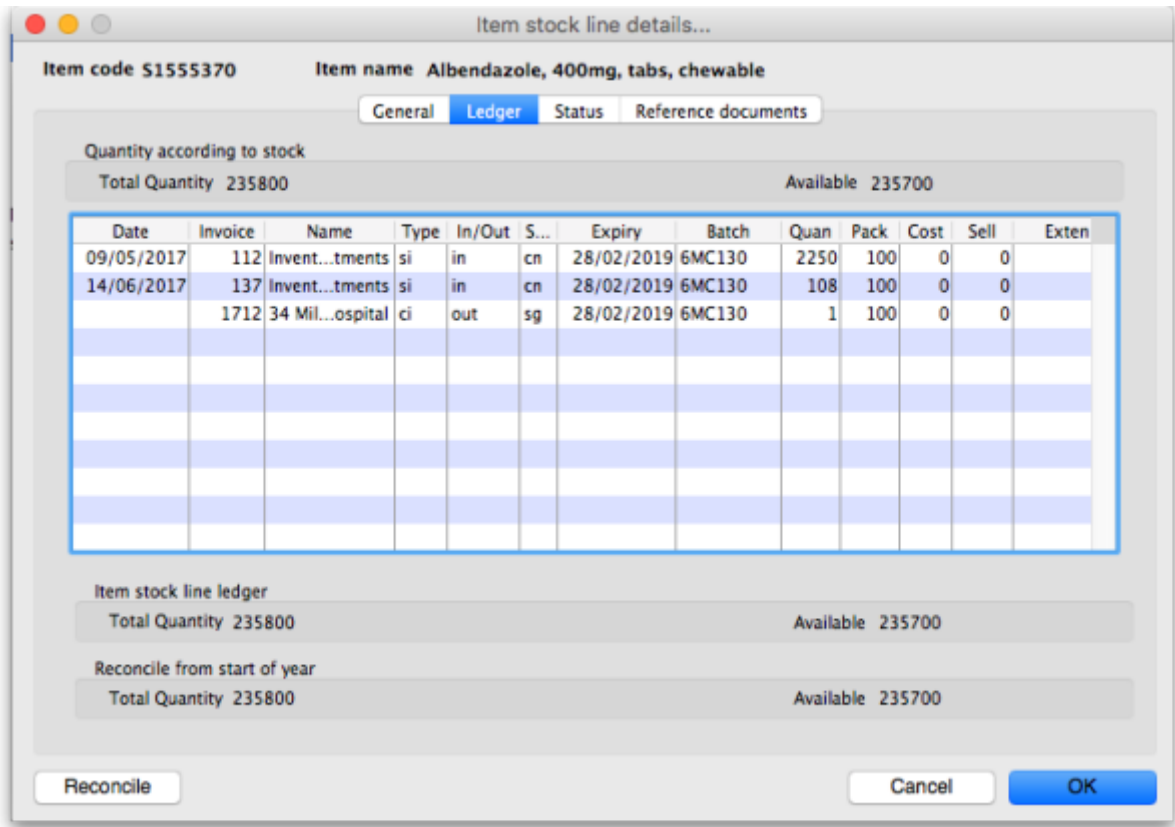 Item stock line details...
Item code S1555370 Item name Albendazole, 400mg, tabs, chewable
General Ledger Status Reference documents
Quantity according to stock
Total Quantity 235800 Available 235700
Date Invoice Name Type In/Out S... Expiry Batch Quan Pack Cost Sell Exten
09/05/2017 112 Invent...tments si in cn 28/02/2019 6MC130 2250 100 0 0
14/06/2017 137 Invent...tments si in cn 28/02/2019 6MC130 108 100 0 0
1712 34 Mil...ospital ci out sg 28/02/2019 6MC130 1 100 0 0
Item stock line ledger
Total Quantity 235800 Available 235700
Reconcile from start of year
Total Quantity 235800 Available 235700
Reconcile Cancel OK